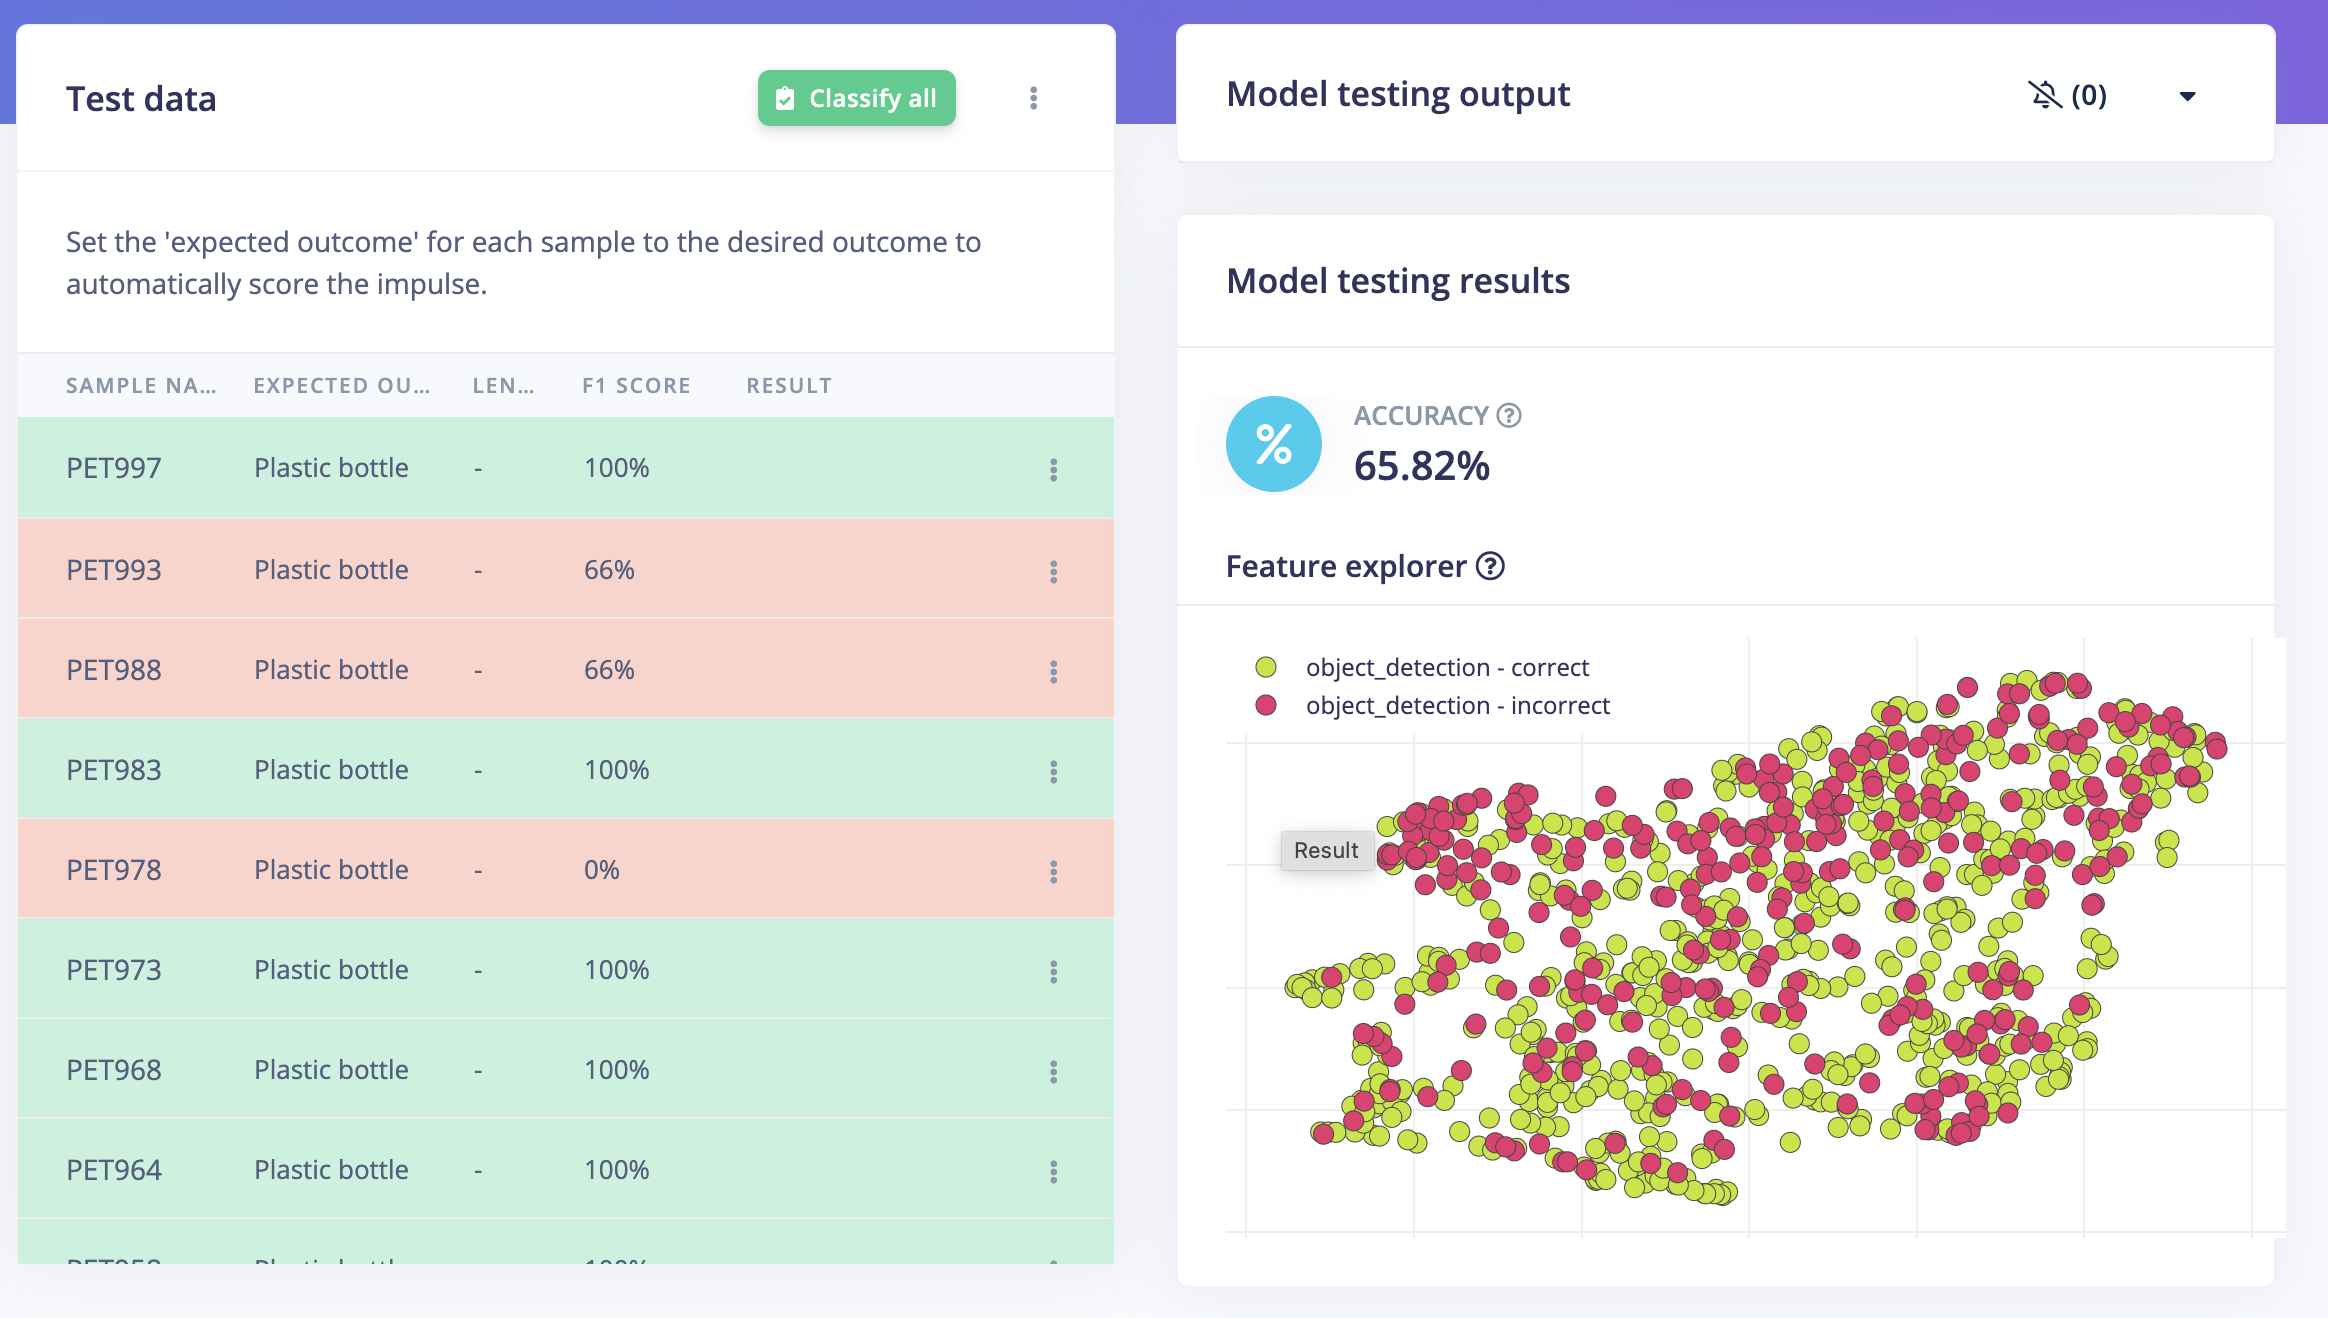 Test data
Classify all
Set the 'expected outcome' for each sample to the desired outcome to
automatically score the impulse.
SAMPLE NA... EXPECTED OU... LEN... F1 SCORE RESULT
PET997 Plastic bottle - 100%
PET993 Plastic bottle - 66%
PET988 Plastic bottle - 66%
PET983 Plastic bottle - 100%
PET978 Plastic bottle - 0%
PET973 Plastic bottle - 100%
PET968 Plastic bottle - 100%
PET964 Plastic bottle - 100%
Model testing output
(0)
Model testing results
%
ACCURACY ?
65.82%
Feature explorer ?
object_detection - correct
object_detection - incorrect
Result